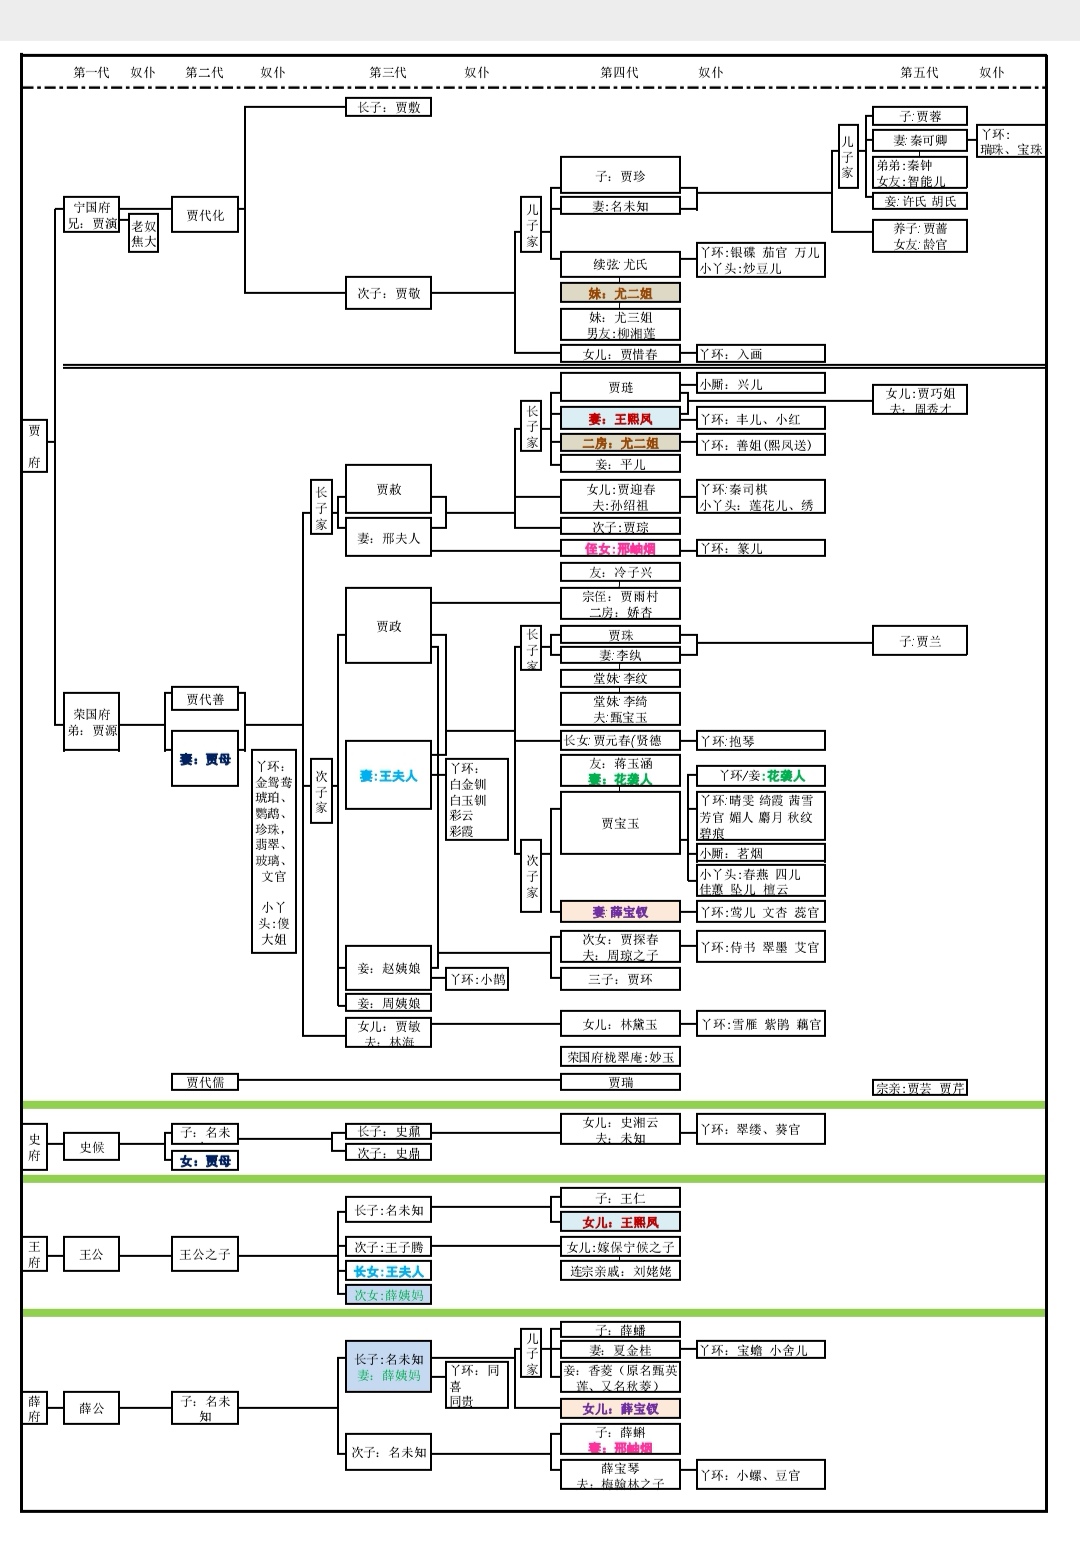 第一代 奴仆 第二代 奴仆 第三代 奴仆 第四代 奴仆 第五代 奴仆
贾
府
宁国府
兄：贾演
老奴
焦大
贾代化
长子：贾敷
次子：贾敬
儿
子
家
子：贾珍
妻:名未知
续弦:尤氏
丫环:银碟 茄官 万儿
小丫头:炒豆儿
妹：尤二姐
妹：尤三姐
男友:柳湘莲
女儿：贾惜春
丫环：入画
儿
子
家
子:贾蓉
妻:秦可卿
丫环:
瑞珠、宝珠
弟弟:秦钟
女友:智能儿
妾:许氏 胡氏
养子:贾蔷
女友:龄官
荣国府
弟：贾源
贾代善
妻：贾母
丫环：
金鸳鸯
琥珀、
鹦鹉、
珍珠，
翡翠、
玻璃、
文官
小丫
头:傻
大姐
长
子
家
贾赦
妻：邢夫人
长
子
家
贾琏
小厮：兴儿
妻：王熙凤
丫环：丰儿、小红
二房：尤二姐
丫环：善姐(熙凤送)
妾：平儿
女儿:贾巧姐
夫：周秀才
女儿:贾迎春
夫:孙绍祖
丫环:秦司棋
小丫头：莲花儿、绣
次子:贾琮
侄女:邢岫烟
丫环：篆儿
次
子
家
贾政
友：冷子兴
宗侄：贾雨村
二房：娇杏
妻:王夫人
丫环：
白金钏
白玉钏
彩云
彩霞
长
子
家
贾珠
妻:李纨
子:贾兰
堂妹:李纹
堂妹:李绮
夫:甄宝玉
长女:贾元春(贤德
丫环:抱琴
次
子
家
友：蒋玉涵
妻：花袭人
贾宝玉
丫环/妾:花袭人
丫环:晴雯 绮霞 茜雪
芳官 媚人 麝月 秋纹
碧痕
小厮：茗烟
小丫头:春燕 四儿
佳蕙 坠儿 檀云
妻:薛宝钗
丫环:莺儿 文杏 蕊官
妾：赵姨娘
丫环:小鹊
妾：周姨娘
次女：贾探春
夫：周琼之子
丫环:侍书 翠墨 艾官
三子：贾环
女儿：贾敏
夫：林海
女儿：林黛玉
丫环:雪雁 紫鹃 藕官
荣国府栊翠庵:妙玉
贾代儒
贾瑞
宗亲:贾芸 贾芹
史
府
史候
子：名未
女：贾母
长子：史鼐
次子：史鼎
女儿：史湘云
夫：未知
丫环：翠缕、葵官
王
府
王公
王公之子
长子:名未知
次子:王子腾
长女:王夫人
次女:薛姨妈
子：王仁
女儿：王熙凤
女儿:嫁保宁候之子
连宗亲戚：刘姥姥
薛
府
薛公
子：名未
知
长子:名未知
妻：薛姨妈
丫环：同
喜
同贵
儿
子
家
子：薛蟠
妻：夏金桂
丫环：宝蟾 小舍儿
妾：香菱（原名甄英
莲、又名秋菱）
女儿：薛宝钗
次子：名未知
子：薛蝌
妻：邢岫烟
薛宝琴
夫：梅翰林之子
丫环：小螺、豆官